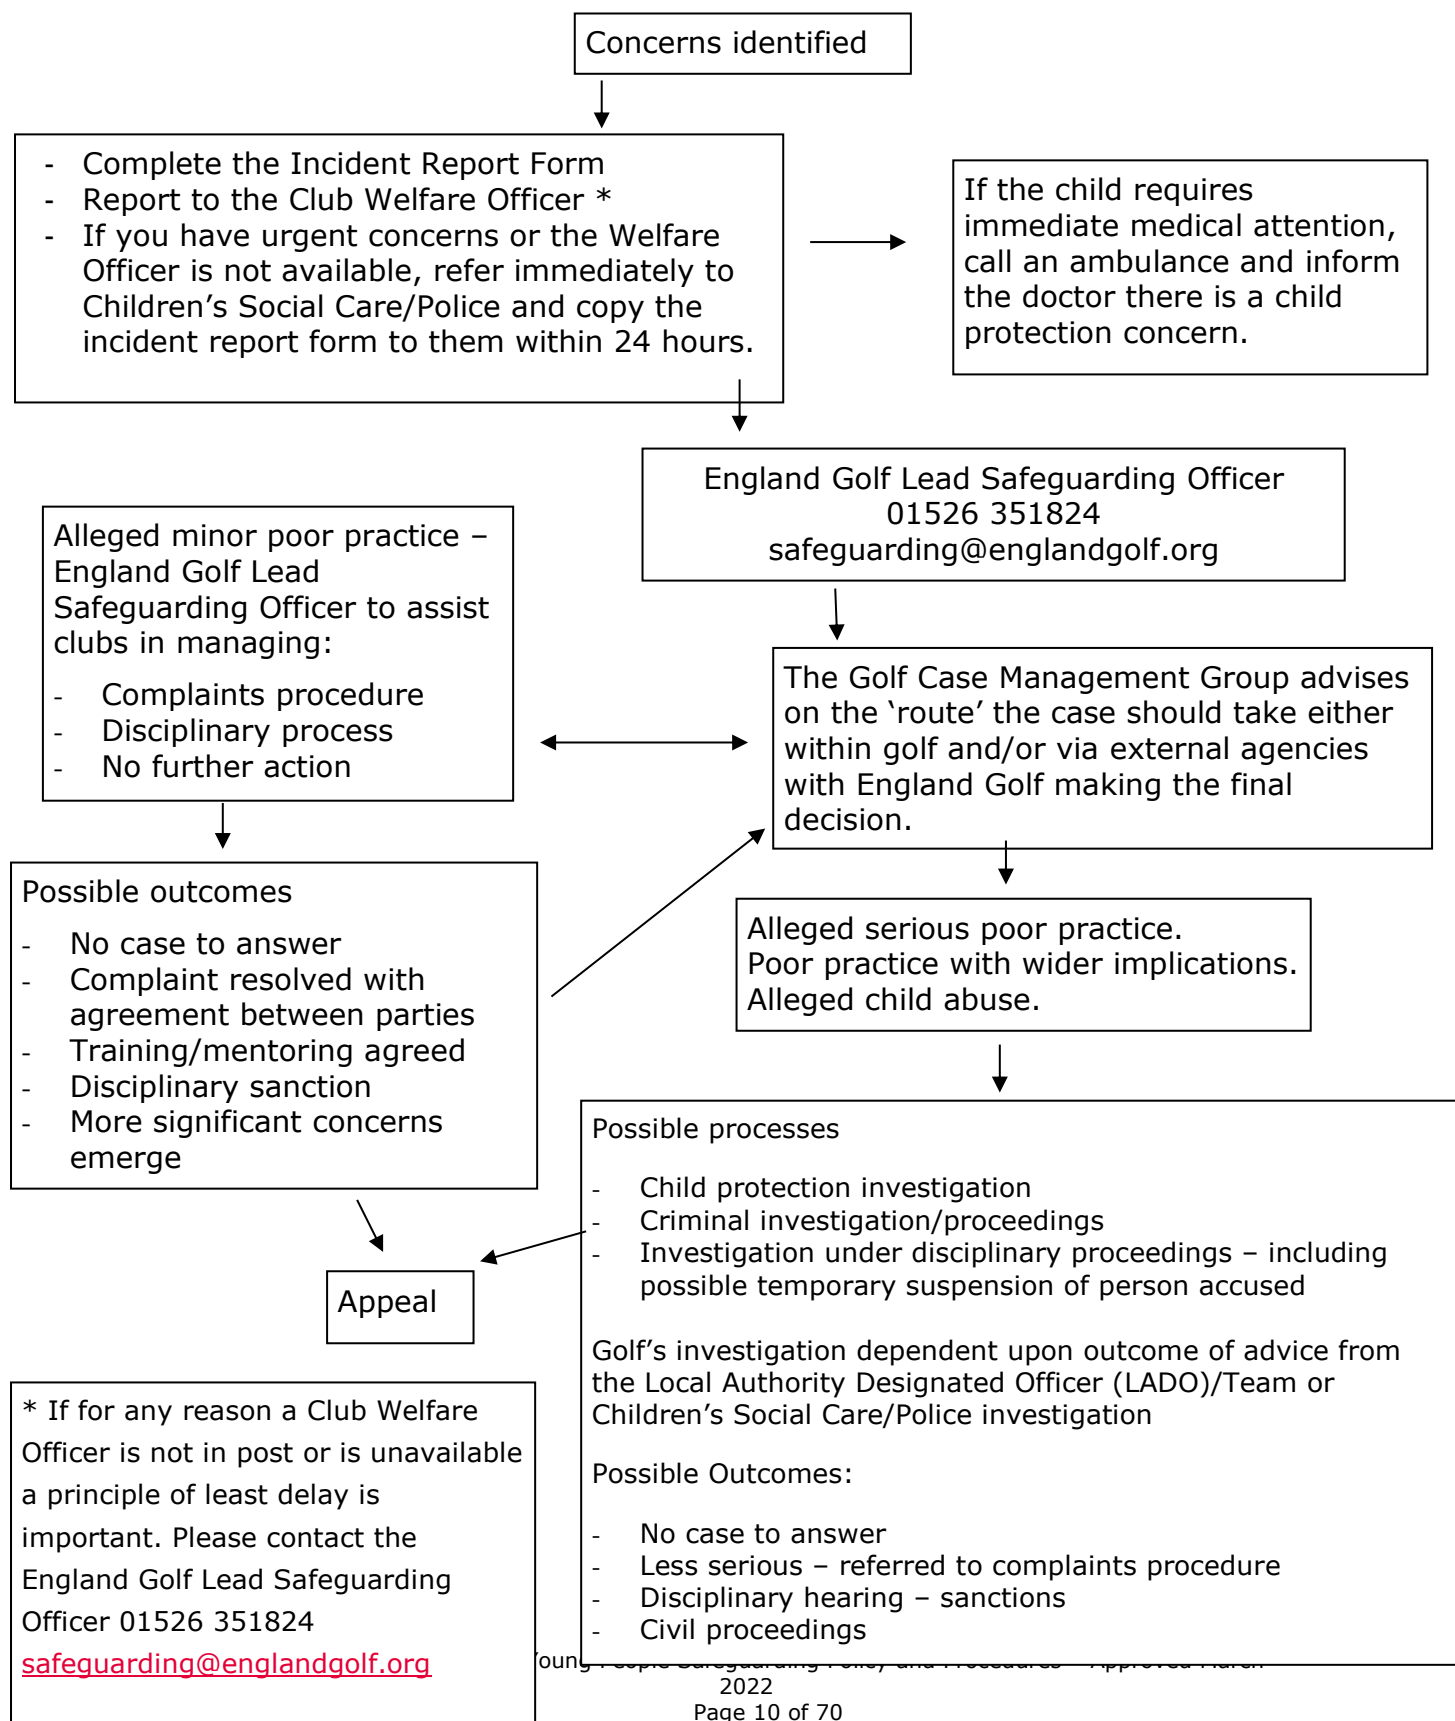 Concerns identified
- Complete the Incident Report Form
- Report to the Club Welfare Officer *
- If you have urgent concerns or the Welfare
Officer is not available, refer immediately to
Children’s Social Care/Police and copy the
incident report form to them within 24 hours.
If the child requires
immediate medical attention,
call an ambulance and inform
the doctor there is a child
protection concern.
England Golf Lead Safeguarding Officer
01526 351824
safeguarding@englandgolf.org
Alleged minor poor practice –
England Golf Lead
Safeguarding Officer to assist
clubs in managing:
- Complaints procedure
- Disciplinary process
- No further action
The Golf Case Management Group advises
on the ‘route’ the case should take either
within golf and/or via external agencies
with England Golf making the final
decision.
Possible outcomes
- No case to answer
- Complaint resolved with
agreement between parties
- Training/mentoring agreed
- Disciplinary sanction
- More significant concerns
emerge
Alleged serious poor practice.
Poor practice with wider implications.
Alleged child abuse.
Possible processes
- Child protection investigation
- Criminal investigation/proceedings
- Investigation under disciplinary proceedings – including
possible temporary suspension of person accused
Golf’s investigation dependent upon outcome of advice from
the Local Authority Designated Officer (LADO)/Team or
Children’s Social Care/Police investigation
Possible Outcomes:
- No case to answer
- Less serious – referred to complaints procedure
- Disciplinary hearing – sanctions
- Civil proceedings
Appeal
* If for any reason a Club Welfare
Officer is not in post or is unavailable
a principle of least delay is
important. Please contact the
England Golf Lead Safeguarding
Officer 01526 351824
safeguarding@englandgolf.org
People Safeguarding Policy and Procedures – Approved March
2022
Page 10 of 70